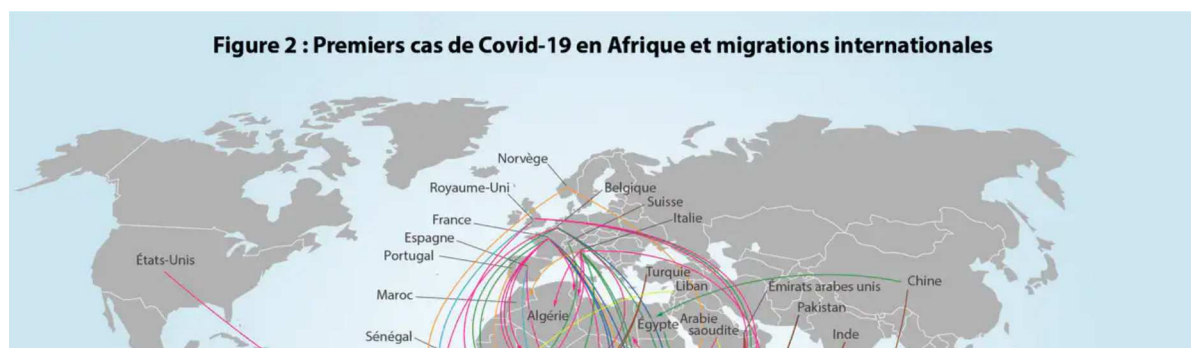 Figure 2 : Premiers cas de Covid-19 en Afrique et migrations internationales
Norvège
Royaume-Uni
Belgique
Suisse
France
Italie
Espagne
Portugal
États-Unis
Turquie
Liban
Émirats arabes unis
Chine
Maroc
Pakistan
Algérie
Égypte
Arabie
saoudite
Sénégal
Inde